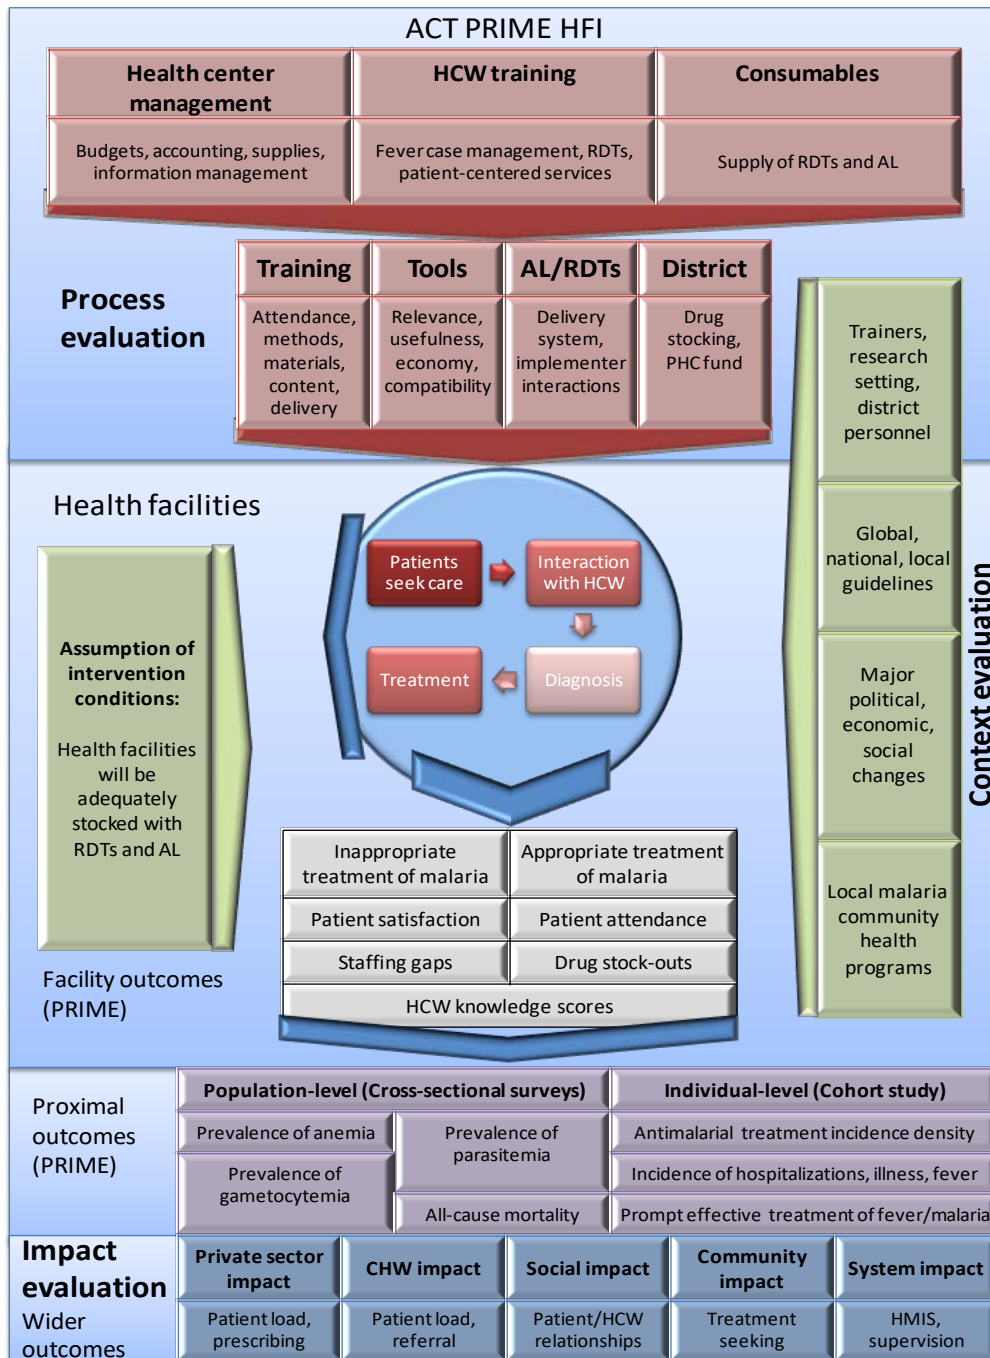 ACT PRIME HFI
Health center
management
HCW training
Consumables
Budgets, accounting, supplies,
information management
Fever case management, RDTs,
patient-centered services
Supply of RDTs and AL
Process
evaluation
Training
Tools
AL/RDTs
District
Attendance,
methods,
materials,
content,
delivery
Relevance,
usefulness,
economy,
compatibility
Delivery
system,
implementer
interactions
Drug
stocking,
PHC fund
Trainers,
research
setting,
district
personnel
Global,
national, local
guidelines
Major
political,
economic,
social
changes
Local malaria
community
health
programs
Context evaluation
Health facilities
Patients
seek care
Interaction
with HCW
Treatment
Diagnosis
Assumption of
intervention
conditions:
Health facilities
will be
adequately
stocked with
RDTs and AL
Inappropriate
treatment of malaria
Appropriate treatment
of malaria
Patient satisfaction
Patient attendance
Staffing gaps
Drug stock-outs
HCW knowledge scores
Facility outcomes
(PRIME)
Proximal
outcomes
(PRIME)
Population-level (Cross-sectional surveys)
Individual-level (Cohort study)
Prevalence of anemia
Prevalence of
parasitemia
Antimalarial treatment incidence density
Prevalence of
gametocytemia
Incidence of hospitalizations, illness, fever
All-cause mortality
Prompt effective treatment of fever/malaria
Impact
evaluation
Wider
outcomes
Private sector
impact
CHW impact
Social impact
Community
impact
System impact
Patient load,
prescribing
Patient load,
referral
Patient/HCW
relationships
Treatment
seeking
HMIS,
supervision